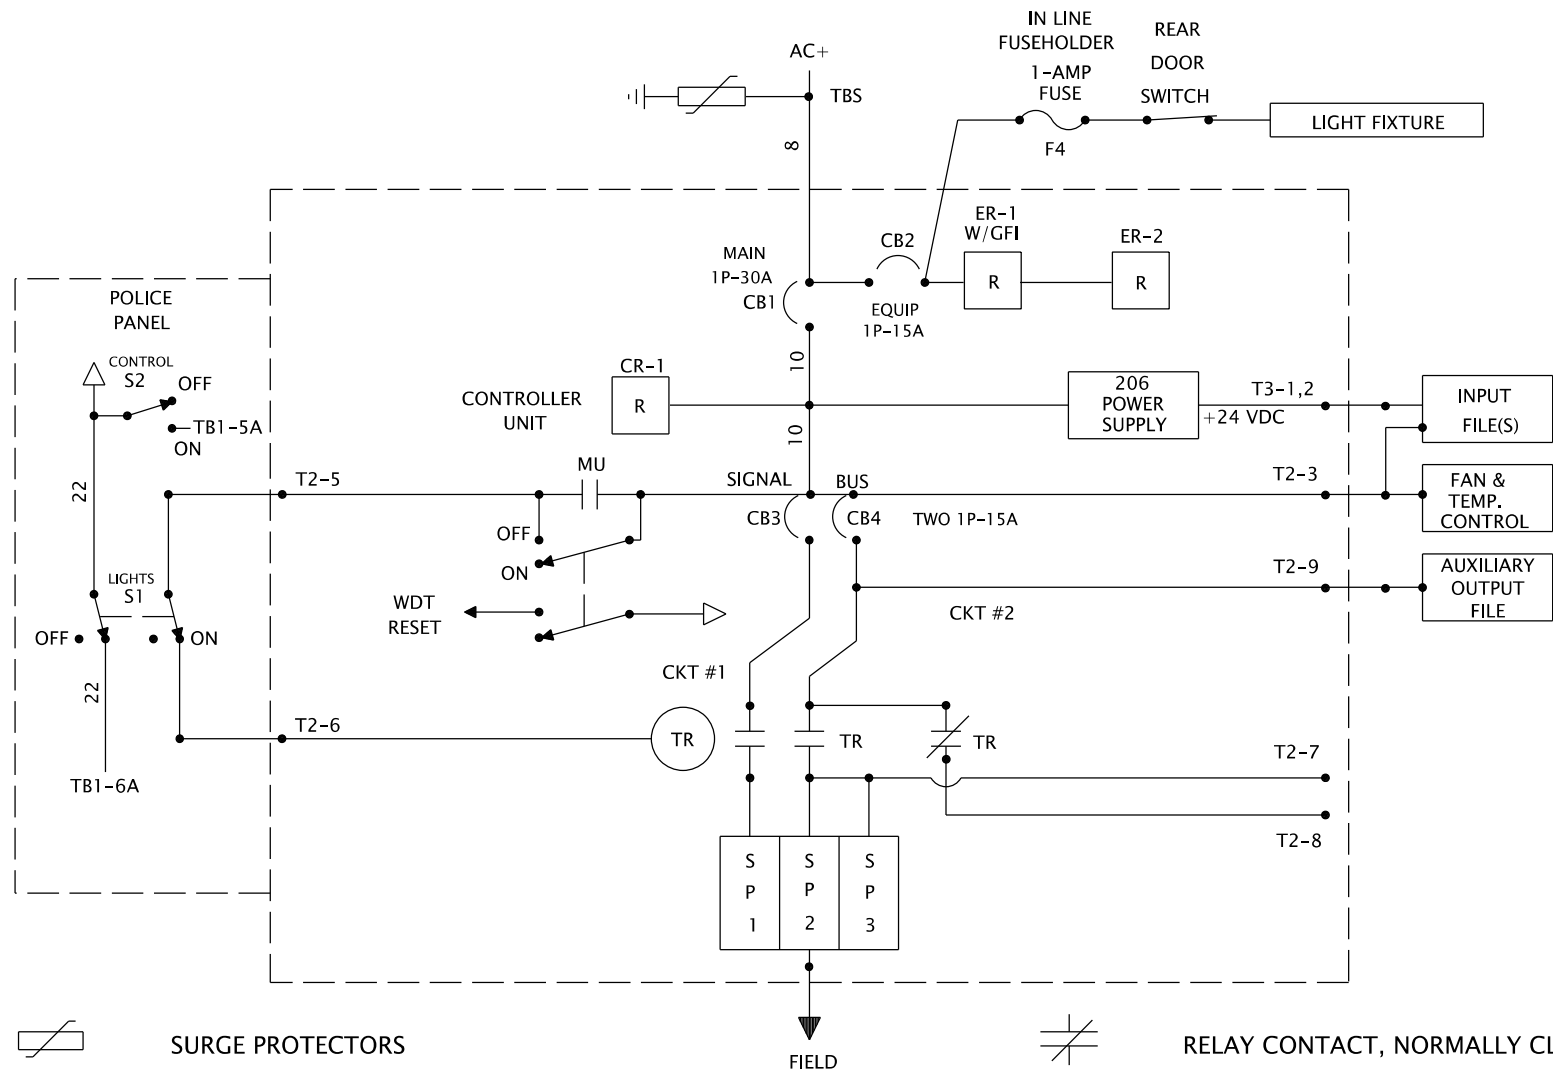 IN LINE
FUSEHOLDER
1-AMP
FUSE
REAR
DOOR
SWITCH
AC+
TBS
LIGHT FIXTURE
F4
8
ER-1
W/GFI
ER-2
CB2
MAIN
1P-30A
CB1
R
R
EQUIP
1P-15A
POLICE
PANEL
CONTROL
S2
OFF
TB1-5A
ON
10
CR-1
R
CONTROLLER
UNIT
206
POWER
SUPPLY
T3-1,2
+24 VDC
INPUT
FILE(S)
10
22
T2-5
MU
SIGNAL
BUS
CB3
CB4
TWO 1P-15A
T2-3
FAN &
TEMP.
CONTROL
OFF
ON
T2-9
AUXILIARY
OUTPUT
FILE
LIGHTS
S1
OFF
ON
WDT
RESET
CKT #2
CKT #1
22
T2-6
TR
TR
TR
T2-7
TB1-6A
T2-8
S
P
1
S
P
2
S
P
3
SURGE PROTECTORS
FIELD
RELAY CONTACT, NORMALLY CL